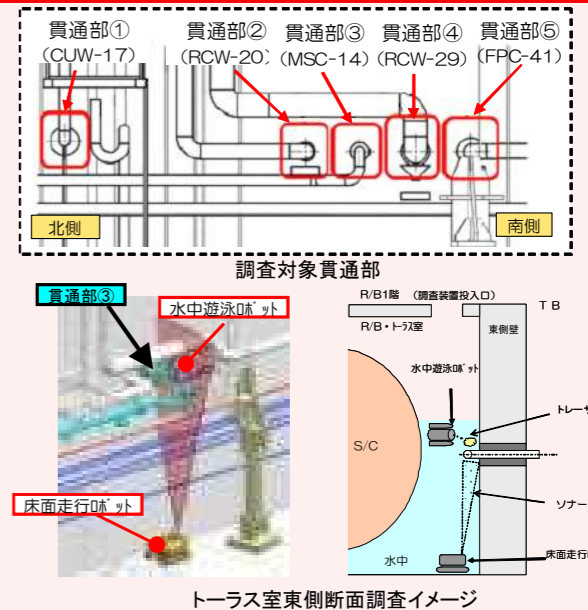 貫通部① 貫通部② 貫通部③ 貫通部④ 貫通部⑤
(CUW-17) (RCW-20) (MSC-14) (RCW-29) (FPC-41)
北側
南側
調査対象貫通部
貫通部③
水中遊泳ﾛﾎﾞｯﾄ
床面走行ﾛﾎﾞｯﾄ
R/B1階 (調査装置投入口)
T B
R/B・ﾄｰﾗｽ室
東側壁
水中遊泳ﾛﾎﾞｯﾄ
トレーサ
S/C
ソナー
床面走行
水中
トーラス室東側断面調査イメージ